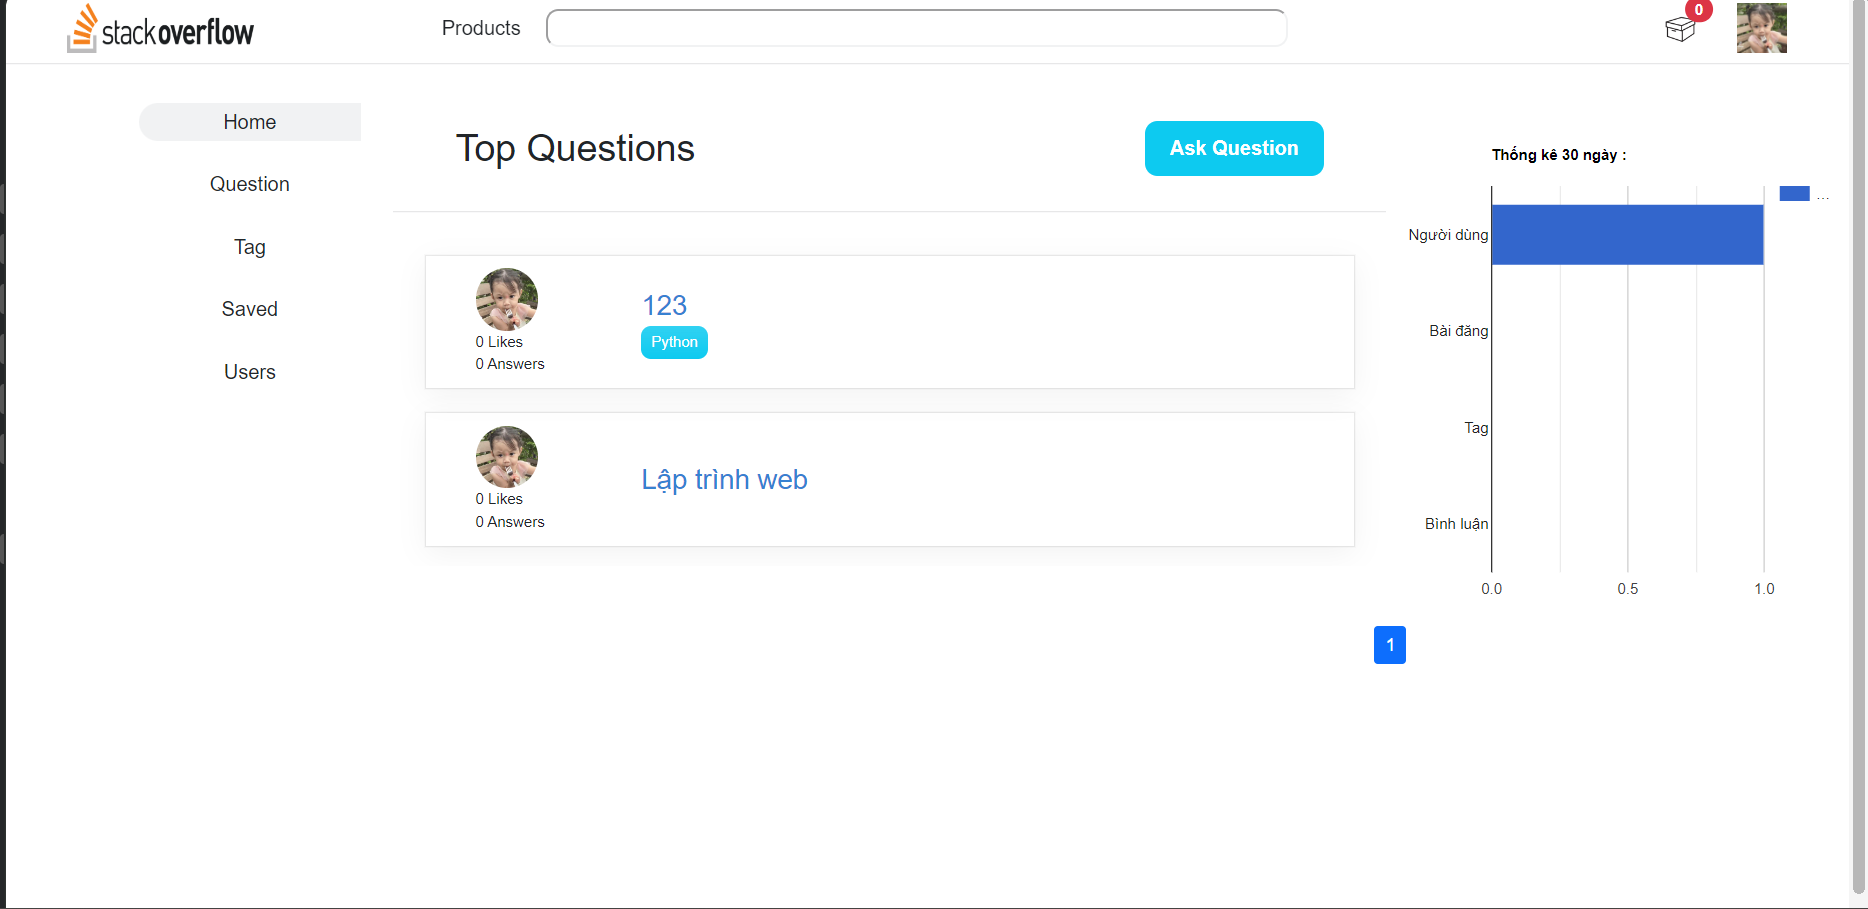 stackoverflow
Products
0
Home
Question
Tag
Saved
Users
Top Questions
Ask Question
123
Python
0 Likes
0 Answers
Lập trình web
0 Likes
0 Answers
Thống kê 30 ngày :
...
Người dùng
Bài đăng
Tag
Bình luận
0.0 0.5 1.0
1